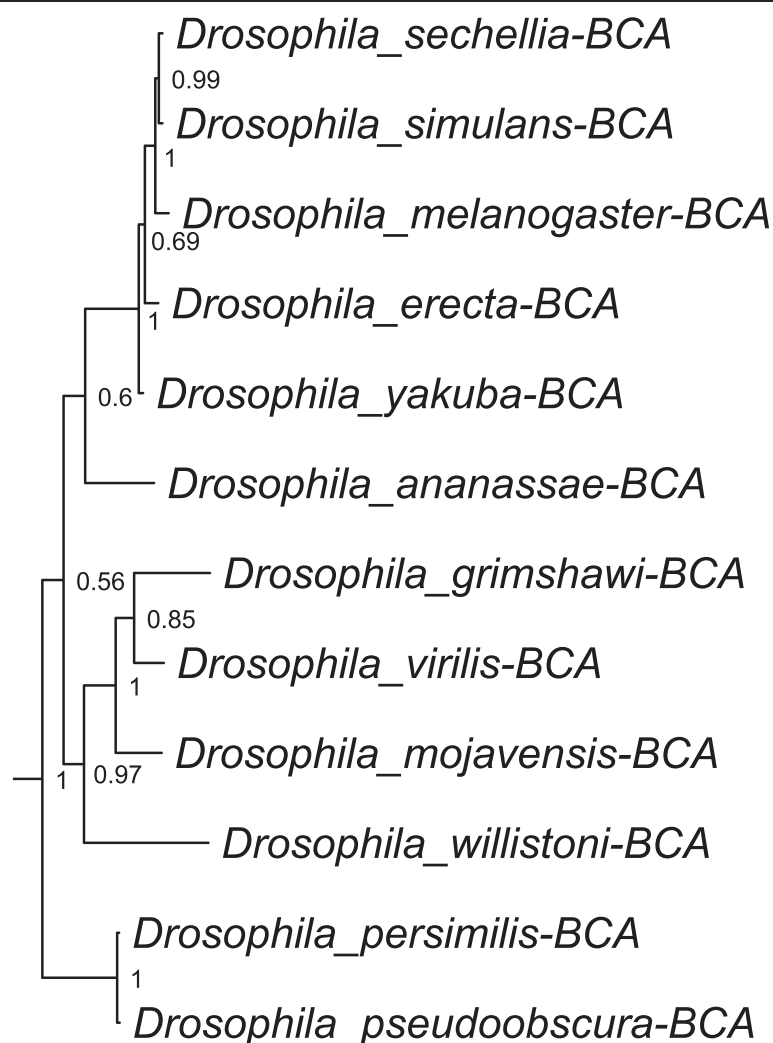 Drosophila_sechellia-BCA
0.99
Drosophila_simulans-BCA
1
Drosophila_melanogaster-BCA
0.69
Drosophila_erecta-BCA
1
Drosophila_yakuba-BCA
0.6
Drosophila_ananassae-BCA
Drosophila_grimshawi-BCA
0.56
0.85
Drosophila_virilis-BCA
1
Drosophila_mojavensis-BCA
1
0.97
Drosophila_willistoni-BCA
Drosophila_persimilis-BCA
1
Drosophila_pseudoobscura-BCA